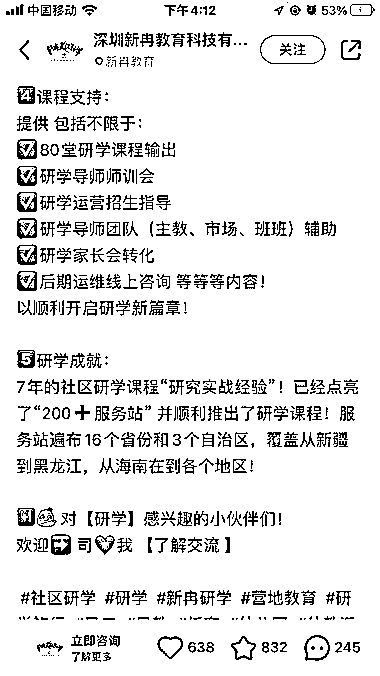 中国移动 下午4:12 53%
深圳新冉教育科技有...
新冉教育
关注
4课程支持：
提供 包括不限于：
80堂研学课程输出
研学导师师训会
研学运营招生指导
研学导师团队（主教、市场、班班）辅助
研学家长会转化
后期运维线上咨询 等等等内容！
以顺利开启研学新篇章！
5研学成就：
7年的社区研学课程“研究实战经验”！已经点亮
了“200➕服务站” 并顺利推出了研学课程！服
务站遍布16个省份和3个自治区，覆盖从新疆
到黑龙江，从海南在到各个地区！
对【研学】感兴趣的小伙伴们！
欢迎➡️ 司❤我 【了解交流 】
#社区研学 #研学 #新冉研学 #营地教育 #研
立即咨询
了解更多
638 832 245